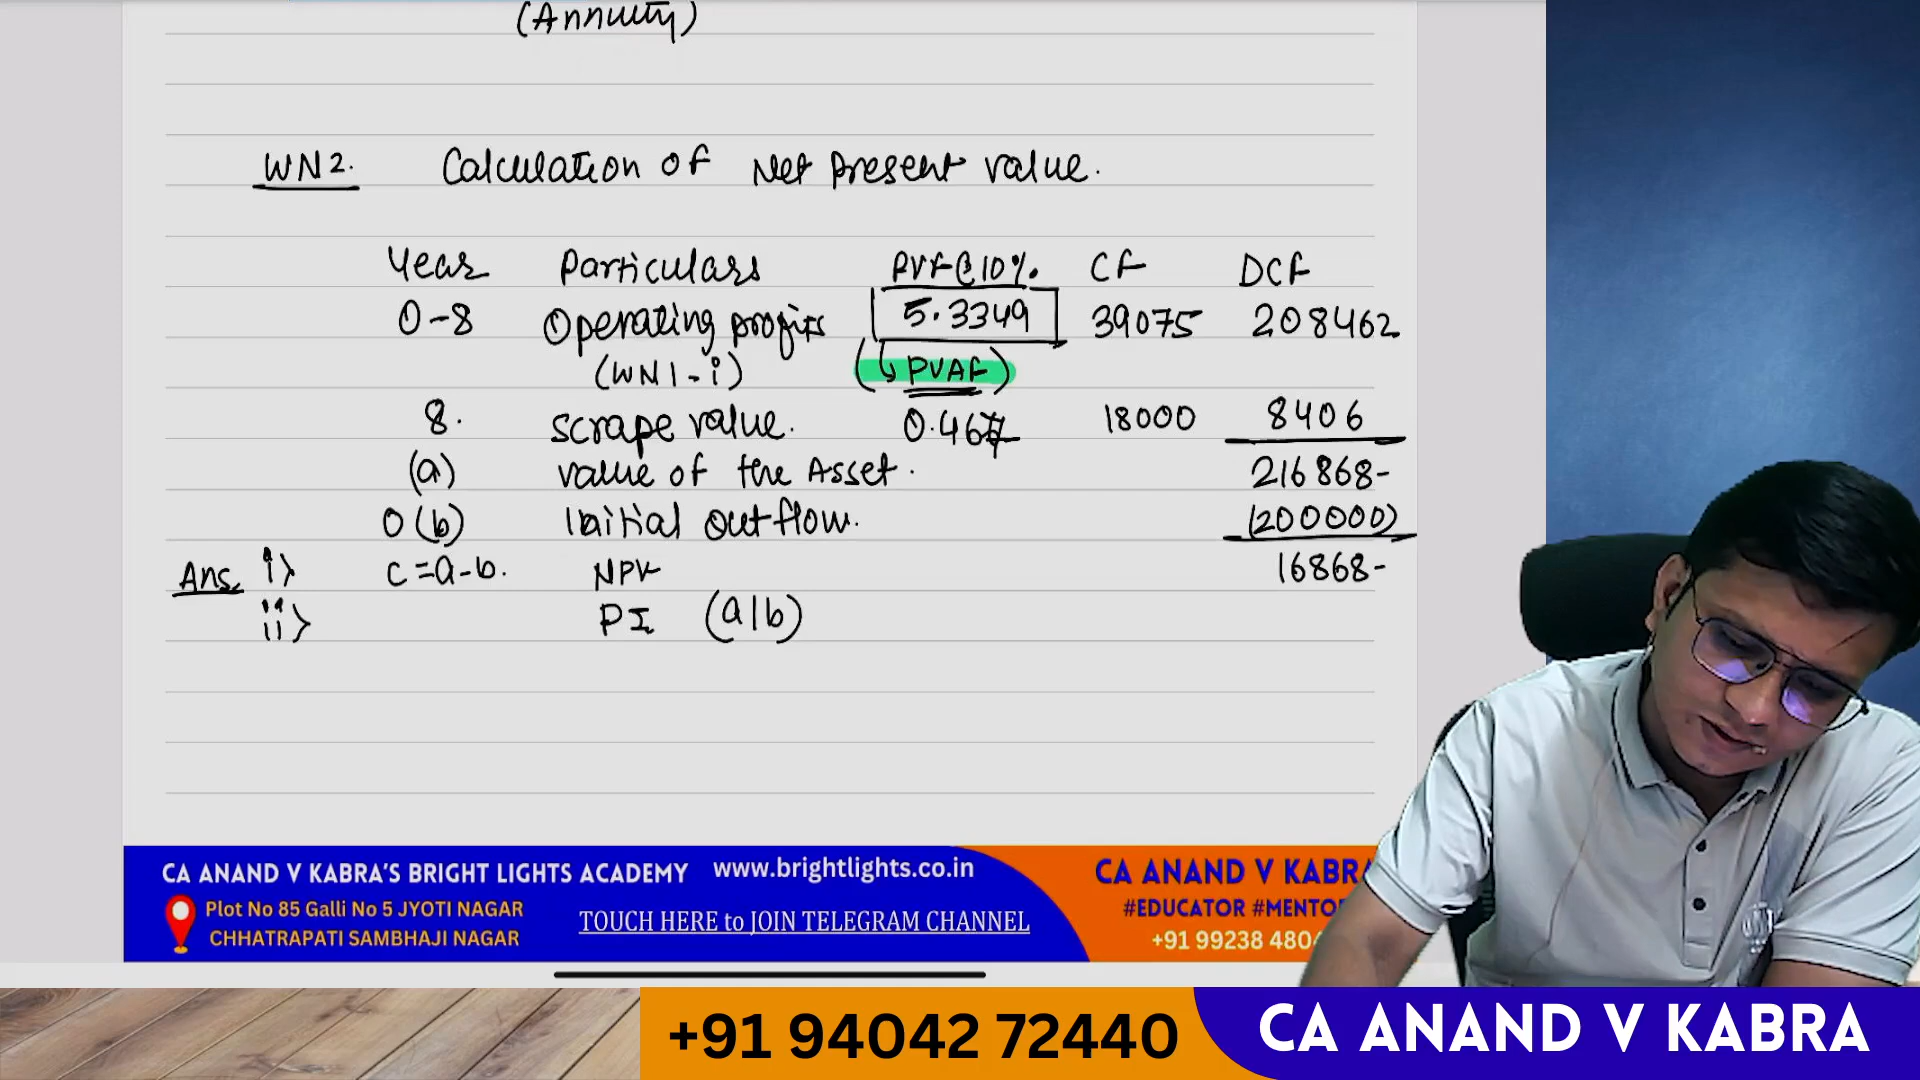 (Annuity)
WN2. Calculation of Net Present value.
Year Particulars PVF@10% CF DCF
0-8 Operating profits 5.3349 39075 208462
(WN1-i) (↳ PVAF)
8. scrape value. 0.467 18000 8406
(a) value of the Asset. 216868-
0(b) Initial outflow. (200000)
Ans. i) c=a-b. NPV 16868-
ii) PI (a/b)
CA ANAND V KABRA'S BRIGHT LIGHTS ACADEMY www.brightlights.co.in
Plot No 85 Galli No 5 JYOTI NAGAR
CHHATRAPATI SAMBHAJI NAGAR
TOUCH HERE to JOIN TELEGRAM CHANNEL
CA ANAND V KABRA
#EDUCATOR #MENTO
+91 99238 480
+91 94042 72440
CA ANAND V KABRA